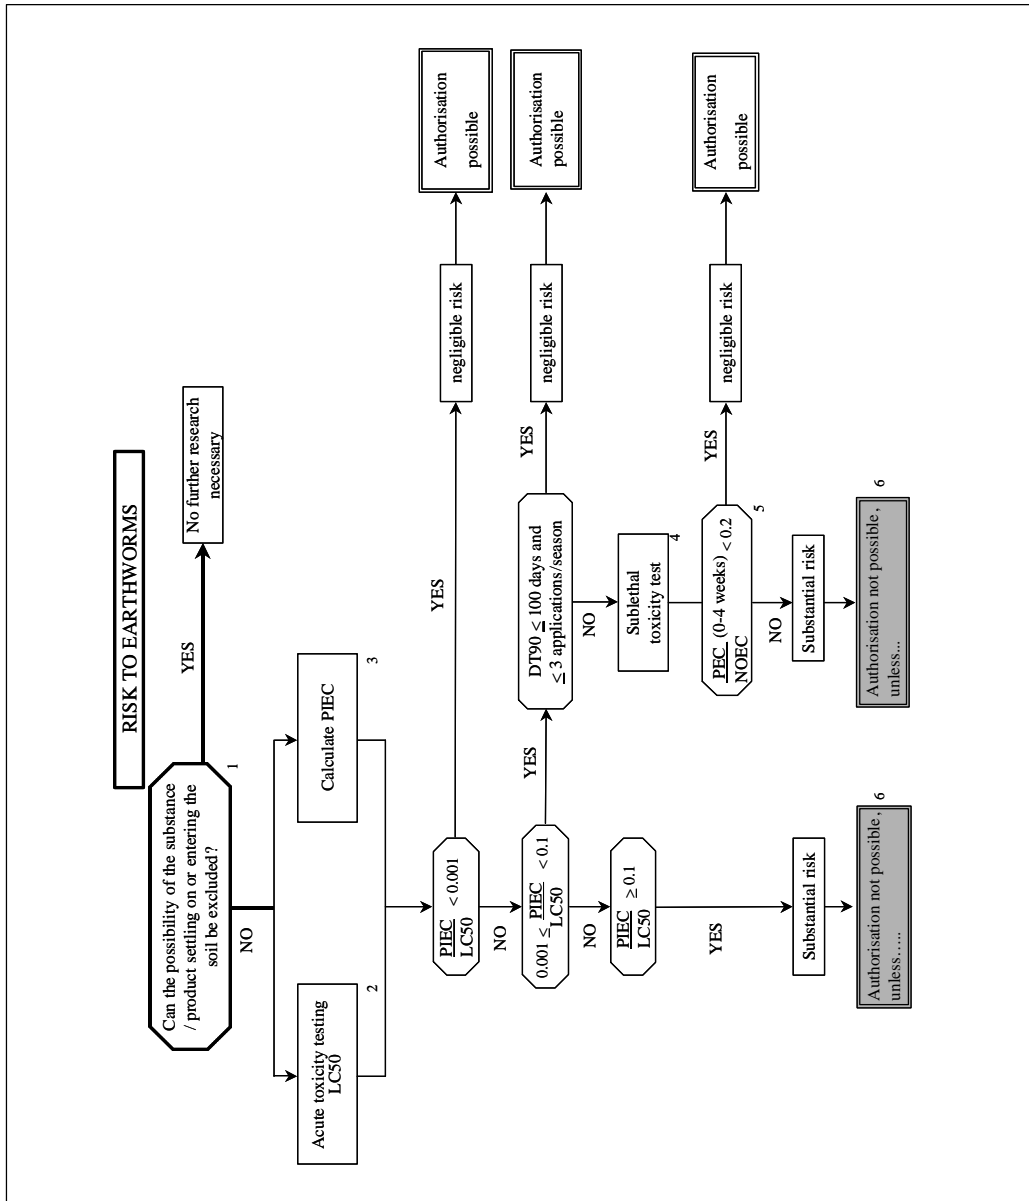 RISK TO EARTHWORMS
Can the possibility of the substance
/ product settling on or entering the
soil be excluded?
1
YES
No further research
necessary
NO
Acute toxicity testing
LC50
2
Calculate PIEC
3
PIEC < 0.001
LC50
YES
negligible risk
Authorisation
possible
NO
0.001 ≤ PIEC < 0.1
LC50
YES
DT90 ≤ 100 days and
≤ 3 applications/season
YES
negligible risk
Authorisation
possible
NO
NO
PIEC ≥ 0.1
LC50
Sublethal
toxicity test
4
PEC (0-4 weeks) < 0.2
NOEC
5
YES
negligible risk
Authorisation
possible
YES
NO
Substantial risk
Substantial risk
Authorisation not possible,
unless.....
6
Authorisation not possible,
unless...
6